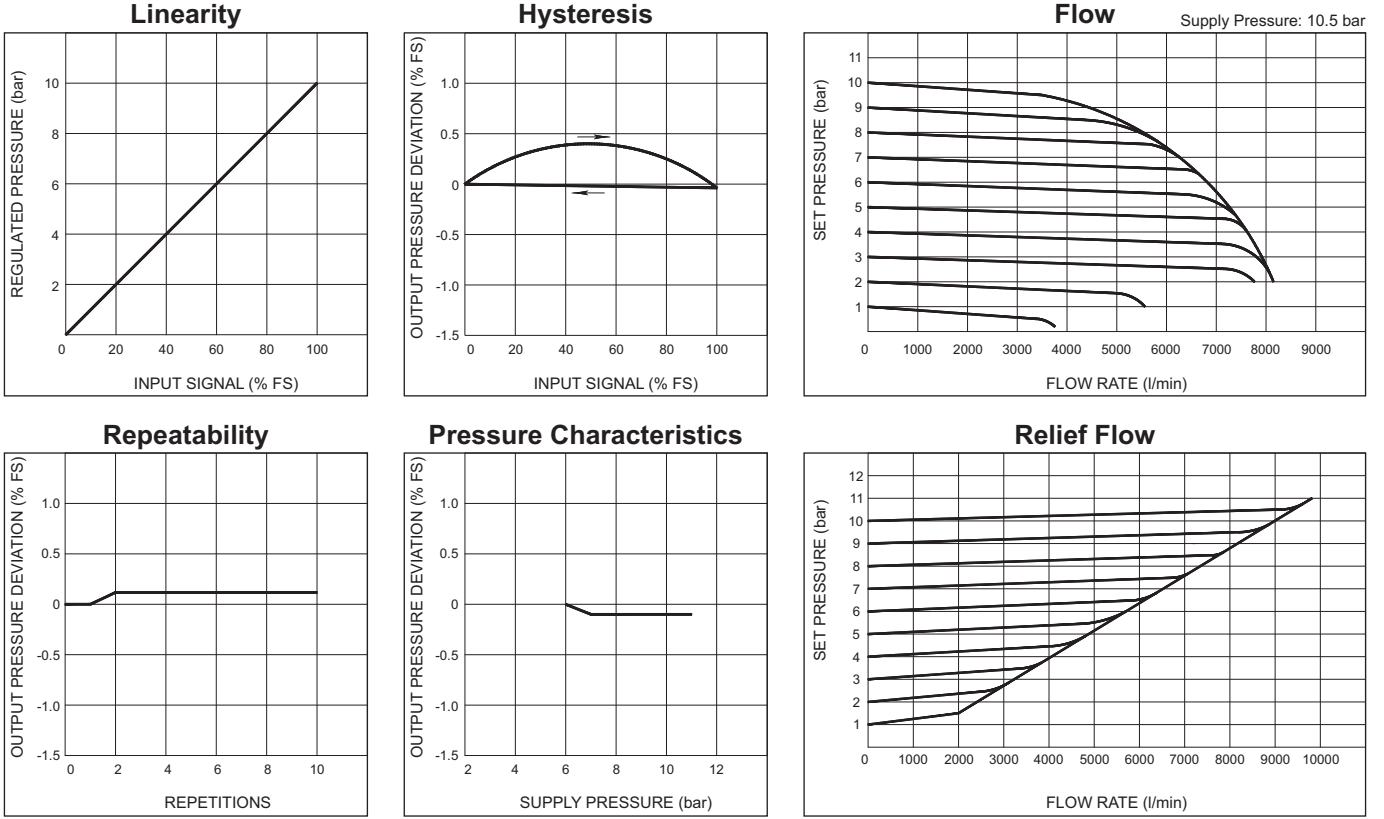 Linearity
REGULATED PRESSURE (bar)
10
8
6
4
2
0 20 40 60 80 100
INPUT SIGNAL (% FS)
Hysteresis
OUTPUT PRESSURE DEVIATION (% FS)
1.0
0.5
0
-0.5
-1.0
-1.5
0 20 40 60 80 100
INPUT SIGNAL (% FS)
Flow
Supply Pressure: 10.5 bar
SET PRESSURE (bar)
11
10
9
8
7
6
5
4
3
2
1
0 1000 2000 3000 4000 5000 6000 7000 8000 9000
FLOW RATE (l/min)
Repeatability
OUTPUT PRESSURE DEVIATION (% FS)
1.0
0.5
0
-0.5
-1.0
-1.5
0 2 4 6 8 10
REPETITIONS
Pressure Characteristics
OUTPUT PRESSURE DEVIATION (% FS)
1.0
0.5
0
-0.5
-1.0
-1.5
2 4 6 8 10 12
SUPPLY PRESSURE (bar)
Relief Flow
SET PRESSURE (bar)
12
11
10
9
8
7
6
5
4
3
2
1
0 1000 2000 3000 4000 5000 6000 7000 8000 9000 10000
FLOW RATE (l/min)